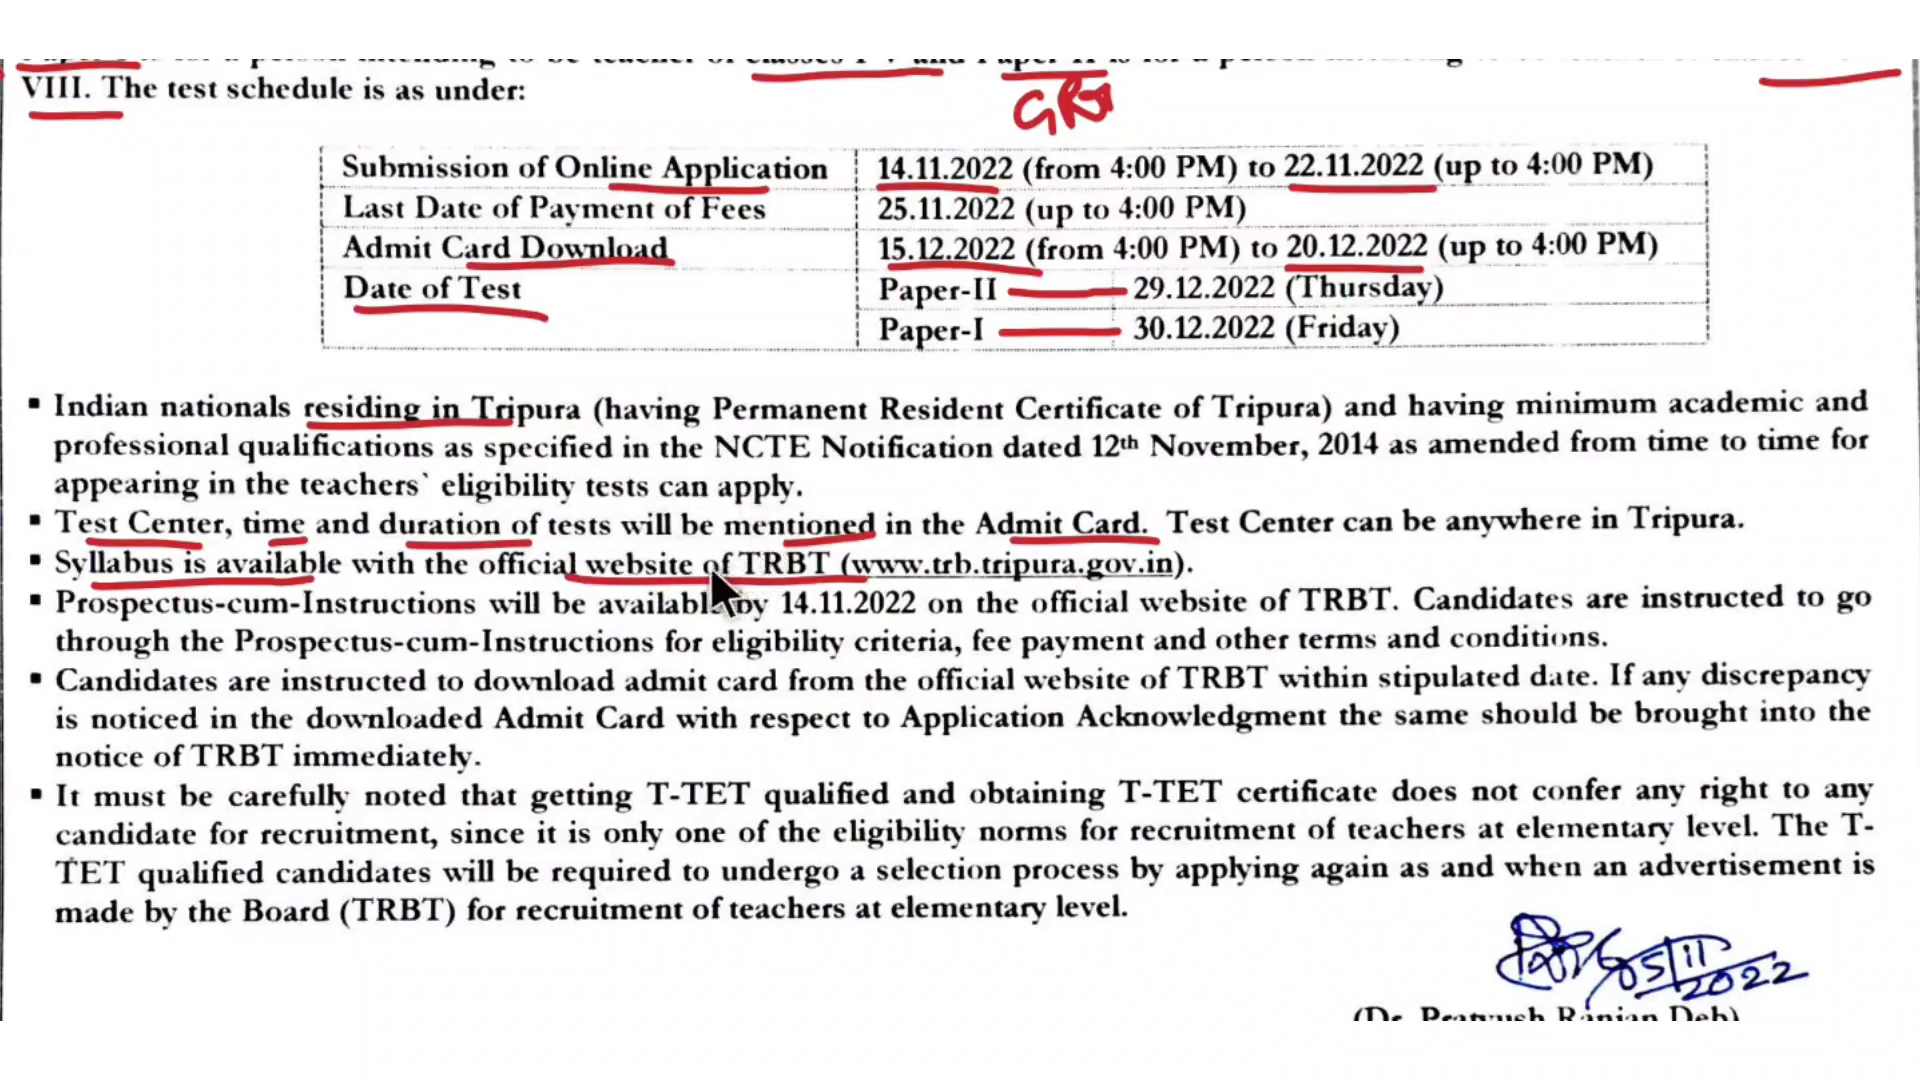 VIII. The test schedule is as under:
Submission of Online Application 14.11.2022 (from 4:00 PM) to 22.11.2022 (up to 4:00 PM)
Last Date of Payment of Fees 25.11.2022 (up to 4:00 PM)
Admit Card Download 15.12.2022 (from 4:00 PM) to 20.12.2022 (up to 4:00 PM)
Date of Test Paper-II 29.12.2022 (Thursday)
Paper-I 30.12.2022 (Friday)
▪ Indian nationals residing in Tripura (having Permanent Resident Certificate of Tripura) and having minimum academic and
professional qualifications as specified in the NCTE Notification dated 12th November, 2014 as amended from time to time for
appearing in the teachers` eligibility tests can apply.
▪ Test Center, time and duration of tests will be mentioned in the Admit Card. Test Center can be anywhere in Tripura.
▪ Syllabus is available with the official website of TRBT (www.trb.tripura.gov.in).
▪ Prospectus-cum-Instructions will be available by 14.11.2022 on the official website of TRBT. Candidates are instructed to go
through the Prospectus-cum-Instructions for eligibility criteria, fee payment and other terms and conditions.
▪ Candidates are instructed to download admit card from the official website of TRBT within stipulated date. If any discrepancy
is noticed in the downloaded Admit Card with respect to Application Acknowledgment the same should be brought into the
notice of TRBT immediately.
▪ It must be carefully noted that getting T-TET qualified and obtaining T-TET certificate does not confer any right to any
candidate for recruitment, since it is only one of the eligibility norms for recruitment of teachers at elementary level. The T-
TET qualified candidates will be required to undergo a selection process by applying again as and when an advertisement is
made by the Board (TRBT) for recruitment of teachers at elementary level.
05/11/2022
(Dr. Pratyush Ranjan Deb)